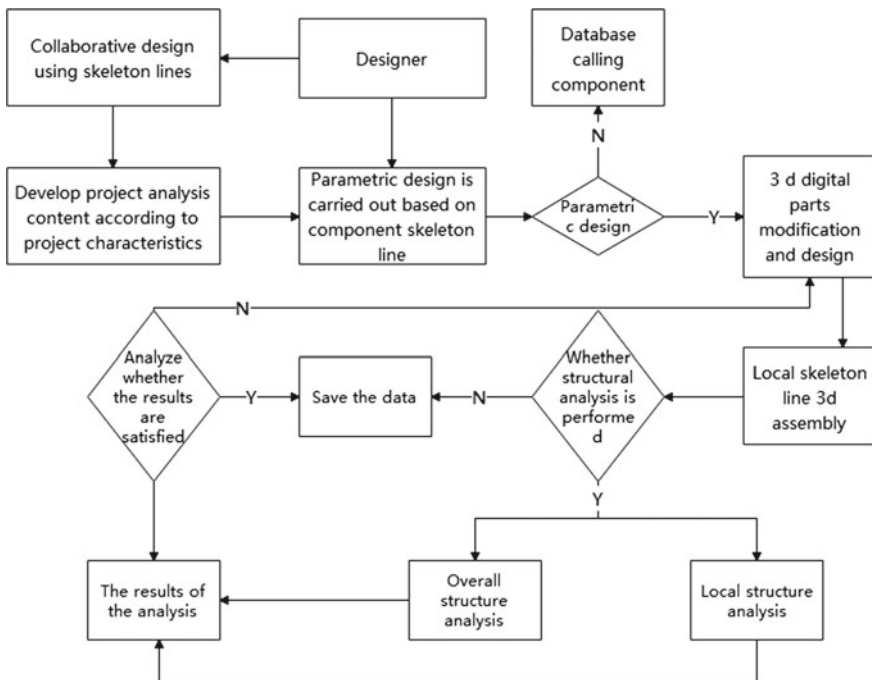 Collaborative design
using skeleton lines
Designer
Database
calling
component
N
Develop project analysis
content according to
project characteristics
Parametric design is
carried out based on
component skeleton
line
Parametri
c design
Y
3 d digital
parts
modification
and design
N
Analyze
whether
the results
are
satisfied
Y
Save the data
N
Whether
structural
analysis is
performe
d
Local skeleton
line 3d
assembly
Y
The results of
the analysis
Overall
structure
analysis
Local structure
analysis